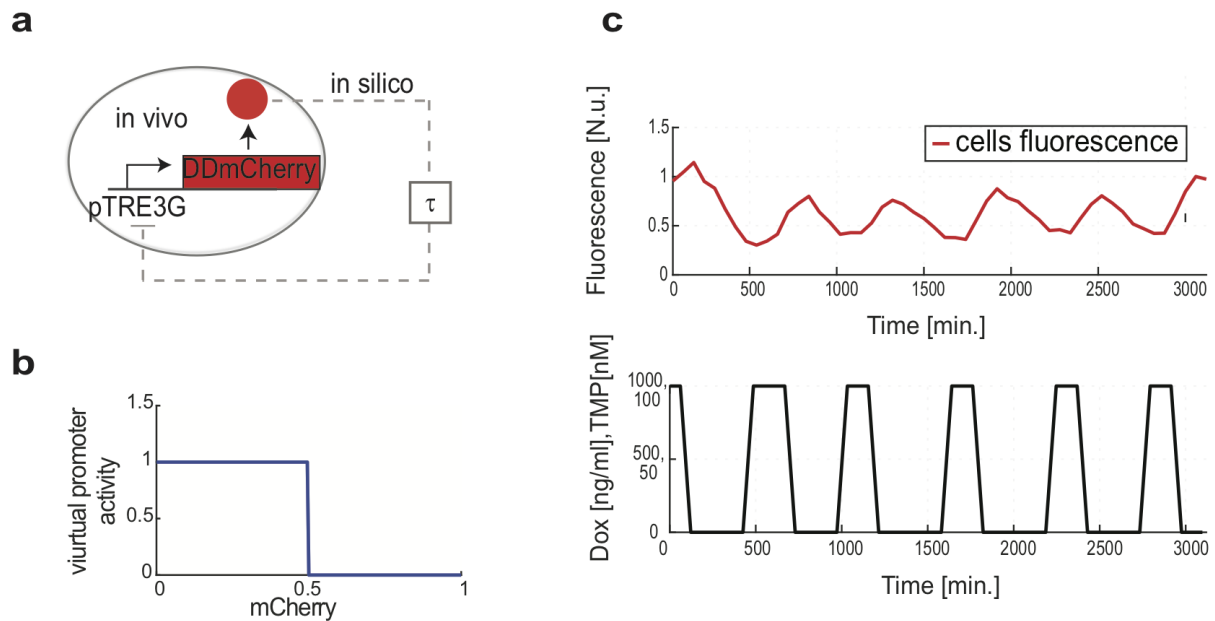 a
in silico
in vivo
DDmCherry
pTRE3G
τ
b
viurtual promoter
activity
1.5
1
0.5
0
0
0.5
1
mCherry
c
Fluorescence [N.u.]
1.5
1
0.5
0
cells fluorescence
0
500
1000
1500
2000
2500
3000
Time [min.]
Dox [ng/ml],TMP[nM]
1000,
100
500,
50
0
0
500
1000
1500
2000
2500
3000
Time [min.]